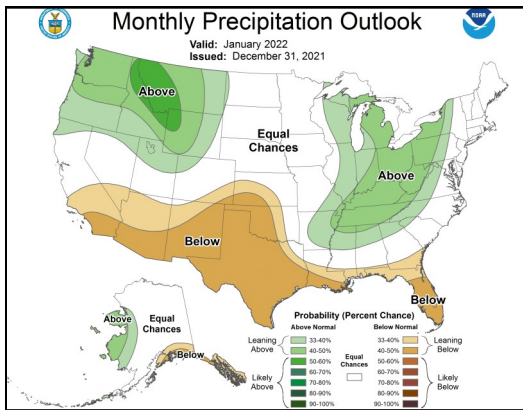 Monthly Precipitation Outlook
Valid: January 2022
Issued: December 31, 2021
NOAA
Above
Equal
Chances
Above
Below
Below
Above
Equal
Chances
Below
Probability (Percent Chance)
Above Normal
Below Normal
Leaning
Above
33-40%
40-50%
50-60%
60-70%
70-80%
80-90%
90-100%
Likely
Above
Equal
Chances
33-40%
40-50%
50-60%
60-70%
70-80%
80-90%
90-100%
Leaning
Below
Likely
Below